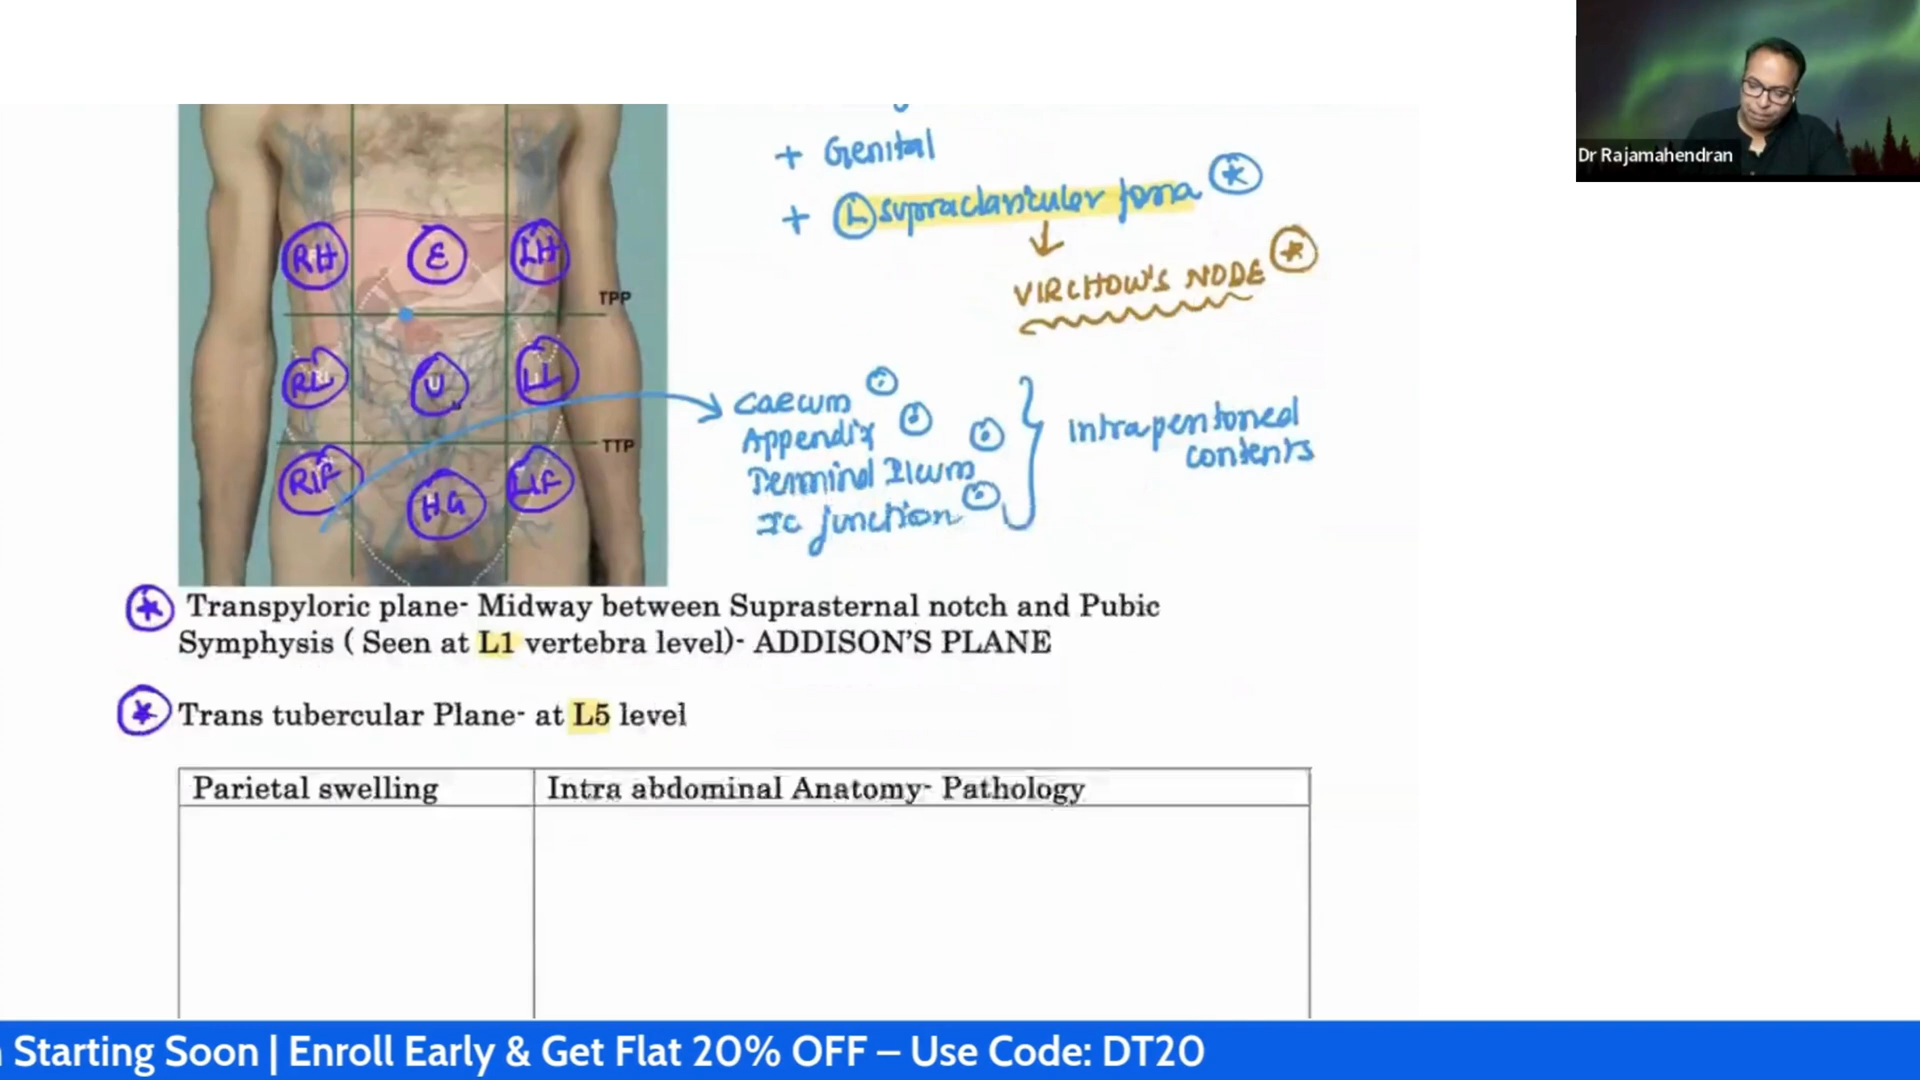 Dr Rajamahendran
+ Genital
+ L supraclavicular fossa
VIRCHOW'S NODE
RH
E
LH
TPP
RL
U
LL
TTP
RIF
HG
LIF
Caecum
Appendix
Terminal Ileum
Ic junction
Intraperitoneal
contents
Transpyloric plane- Midway between Suprasternal notch and Pubic
Symphysis ( Seen at L1 vertebra level)- ADDISON'S PLANE
Trans tubercular Plane- at L5 level
Parietal swelling
Intra abdominal Anatomy- Pathology
Starting Soon | Enroll Early & Get Flat 20% OFF – Use Code: DT20